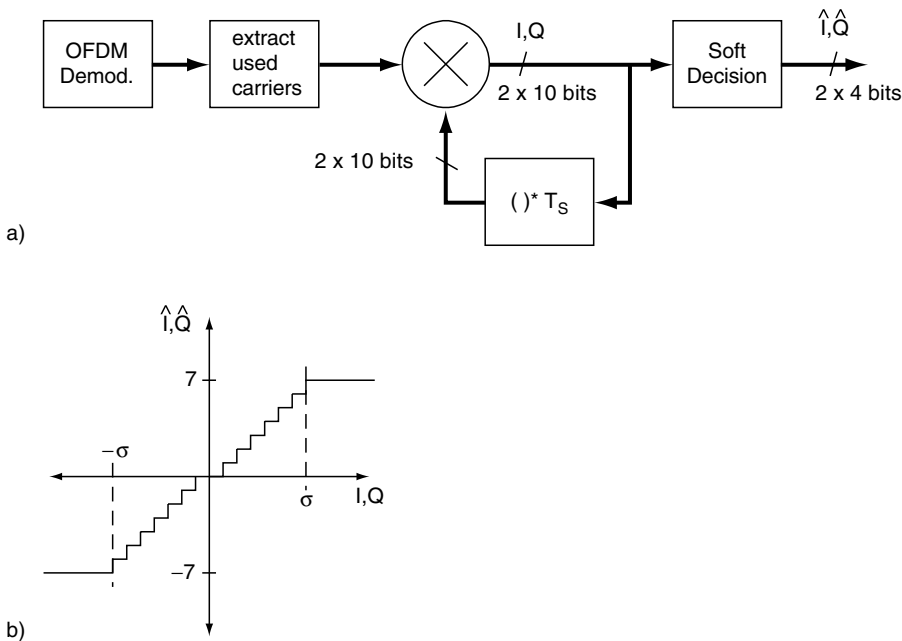 OFDM
Demod.
extract
used
carriers
I,Q
2 x 10 bits
Soft
Decision
Î,Q̂
2 x 4 bits
2 x 10 bits
( )* T_S
a)
Î,Q̂
7
−σ
I,Q
σ
−7
b)